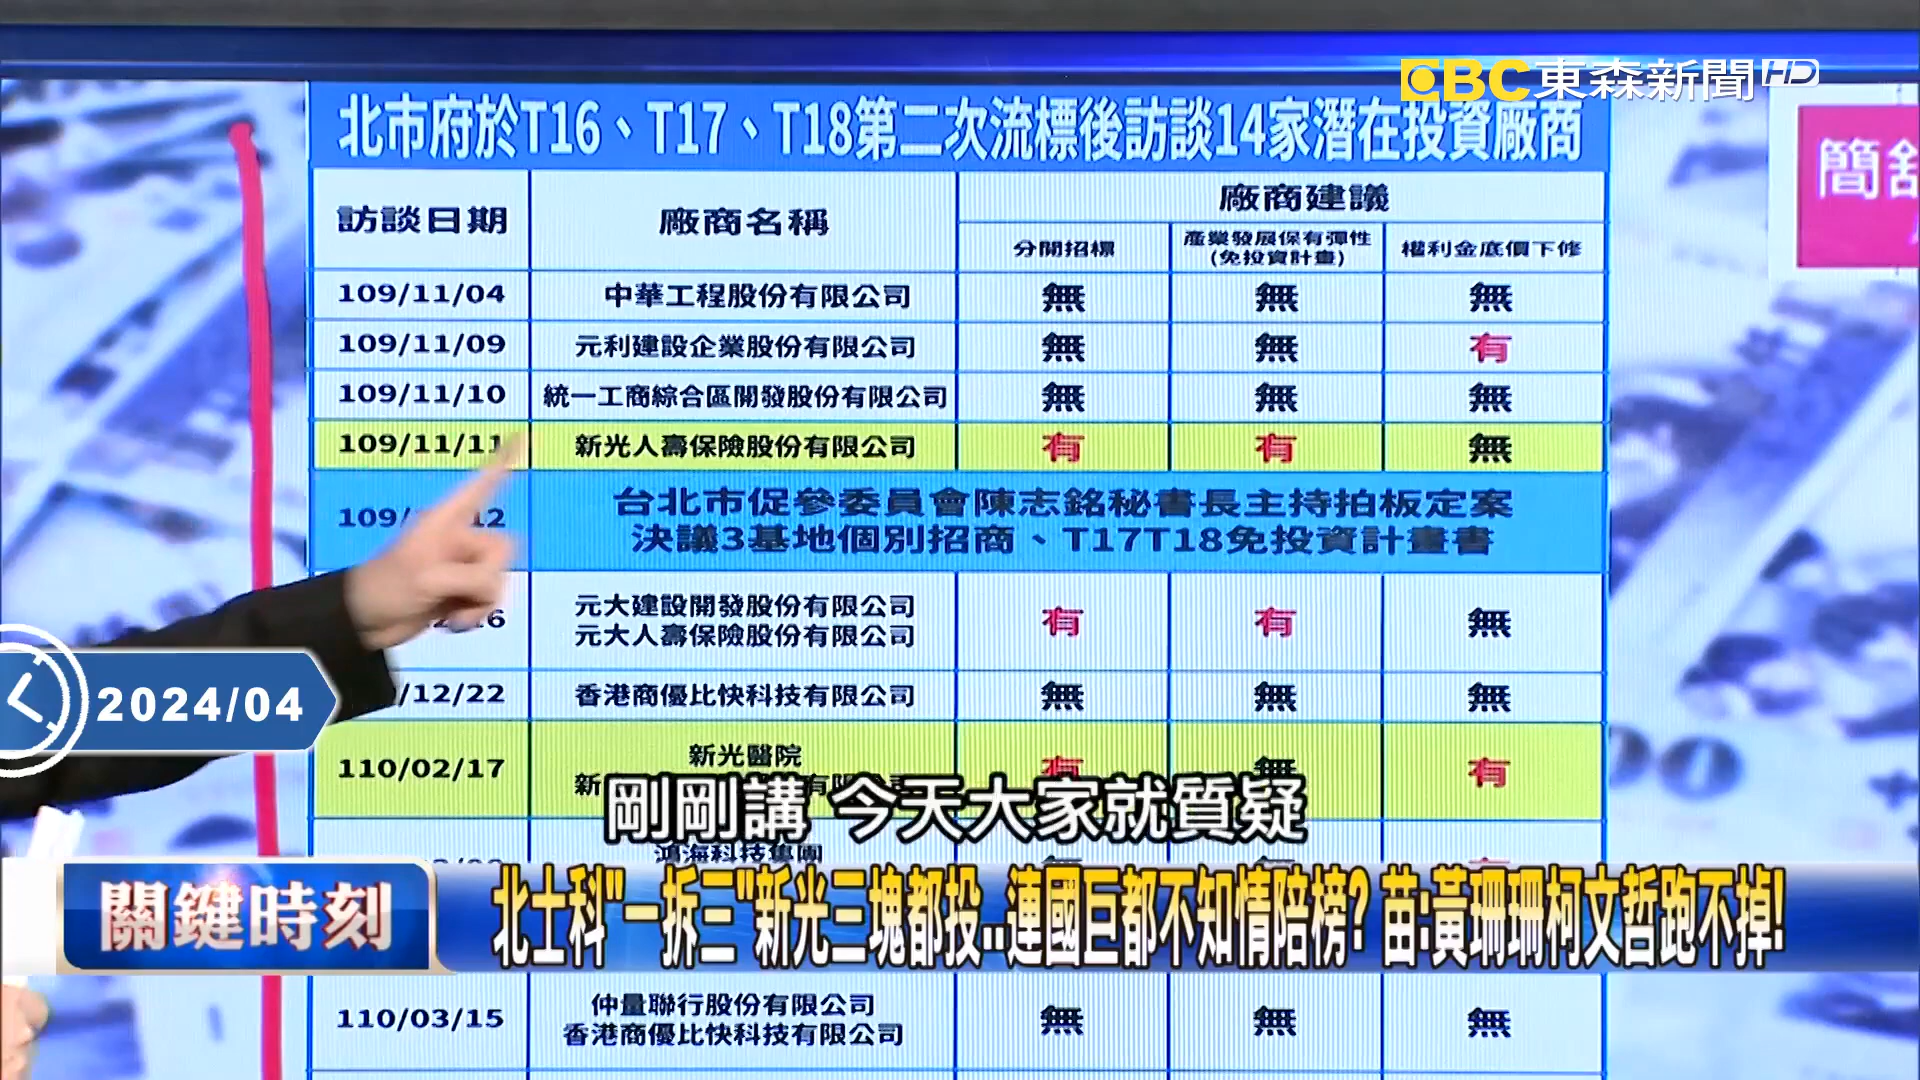 EBC東森新聞HD
北市府於T16、T17、T18第二次流標後訪談14家潛在投資廠商
簡舒
訪談日期 廠商名稱 廠商建議
分開招標 產業發展保有彈性(免投資計畫) 權利金底價下修
109/11/04 中華工程股份有限公司 無 無 無
109/11/09 元利建設企業股份有限公司 無 無 有
109/11/10 統一工商綜合區開發股份有限公司 無 無 無
109/11/11 新光人壽保險股份有限公司 有 有 無
109/ 12 台北市促參委員會陳志銘秘書長主持拍板定案
決議3基地個別招商、T17T18免投資計畫書
元大建設開發股份有限公司
6 元大人壽保險股份有限公司 有 有 無
/12/22 香港商優比快科技有限公司 無 無 無
2024/04
110/02/17 新光醫院 有 無 有
新
剛剛講 今天大家就質疑
鴻海科技集團
關鍵時刻
北士科"一拆三"新光三塊都投..連國巨都不知情陪榜? 苗:黃珊珊柯文哲跑不掉!
110/03/15 仲量聯行股份有限公司 無 無 無
香港商優比快科技有限公司